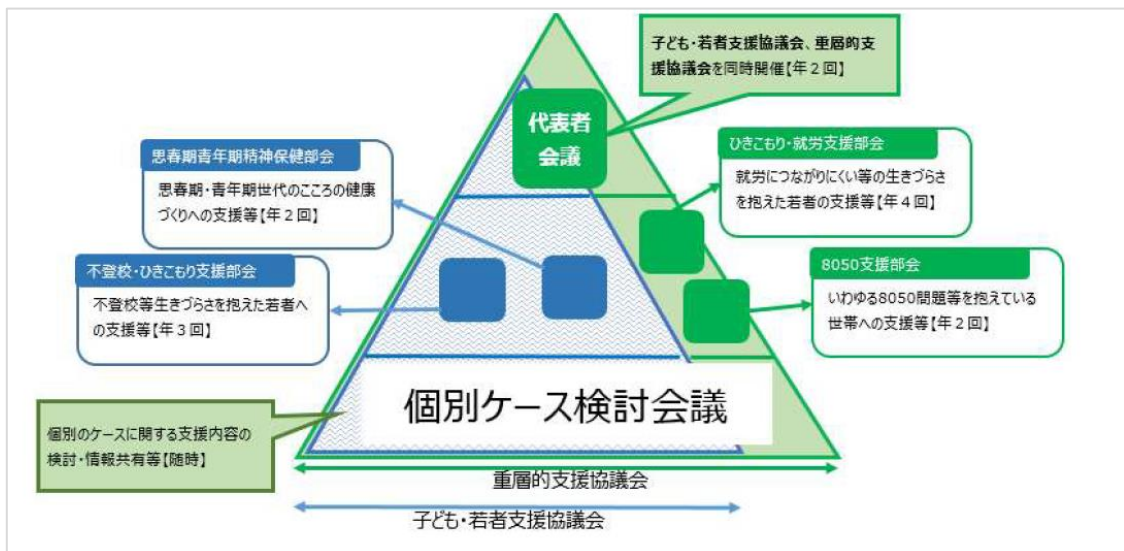 子ども・若者支援協議会、重層的支
援協議会を同時開催【年2回】
代表者
会議
思春期青年期精神保健部会
思春期・青年期世代のこころの健康
づくりへの支援等【年2回】
ひきこもり・就労支援部会
就労につながりにくい等の生きづらさ
を抱えた若者の支援等【年4回】
不登校・ひきこもり支援部会
不登校等生きづらさを抱えた若者へ
の支援等【年3回】
8050支援部会
いわゆる8050問題等を抱えている
世帯への支援等【年2回】
個別ケース検討会議
個別のケースに関する支援内容の
検討・情報共有等【随時】
重層的支援協議会
子ども・若者支援協議会